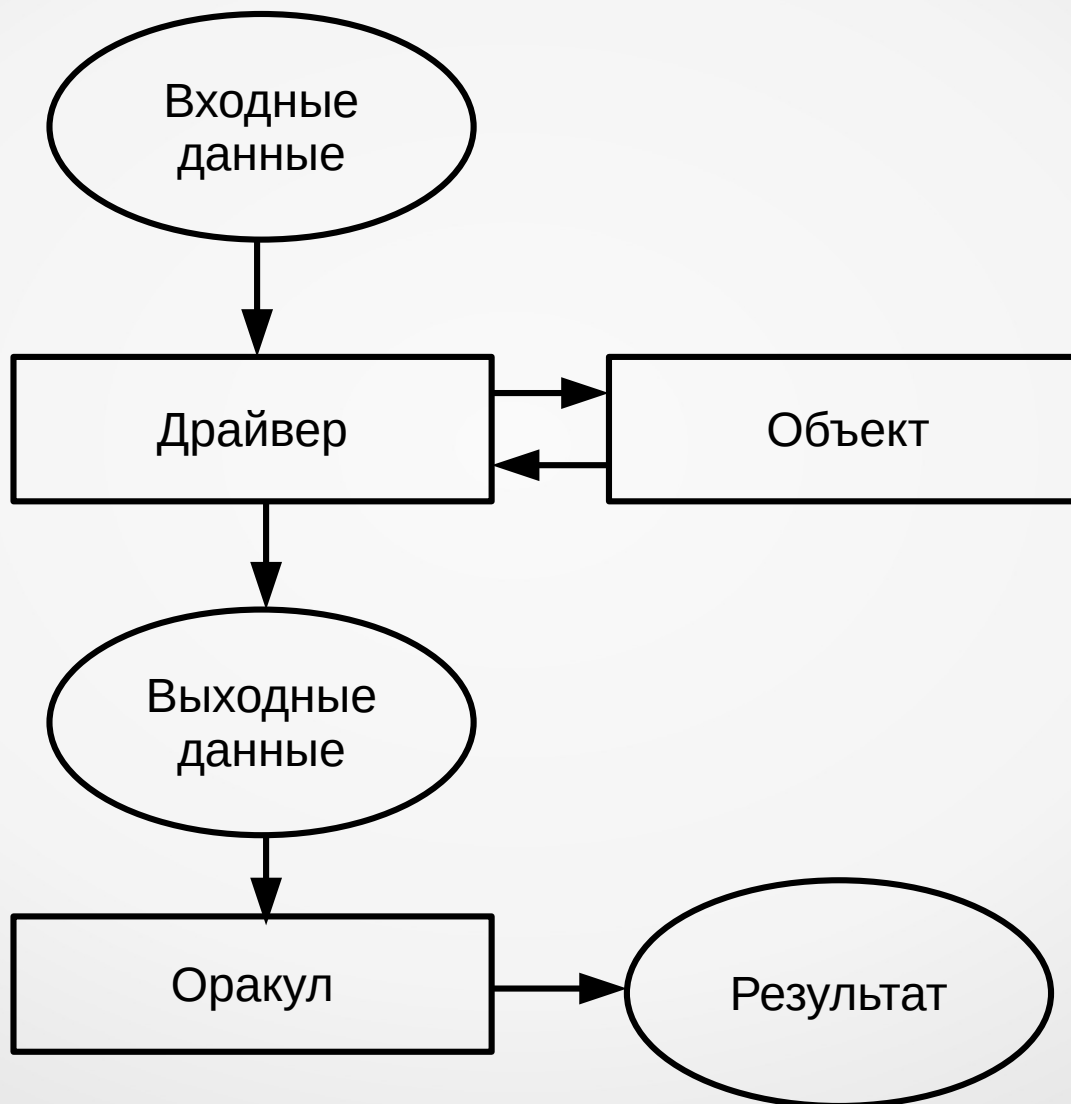 Входные
данные
Драйвер
Объект
Выходные
данные
Оракул
Результат